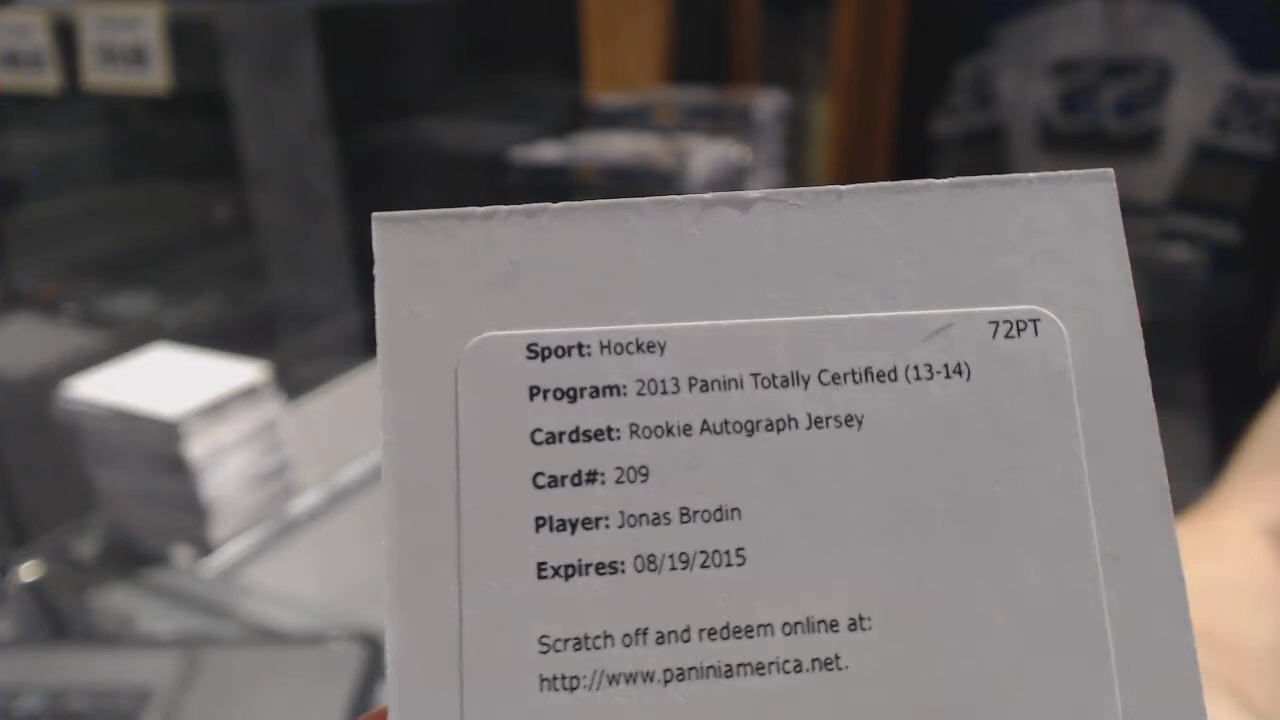 72PT
Sport: Hockey
Program: 2013 Panini Totally Certified (13-14)
Cardset: Rookie Autograph Jersey
Card#: 209
Player: Jonas Brodin
Expires: 08/19/2015
Scratch off and redeem online at:
http://www.paniniamerica.net.